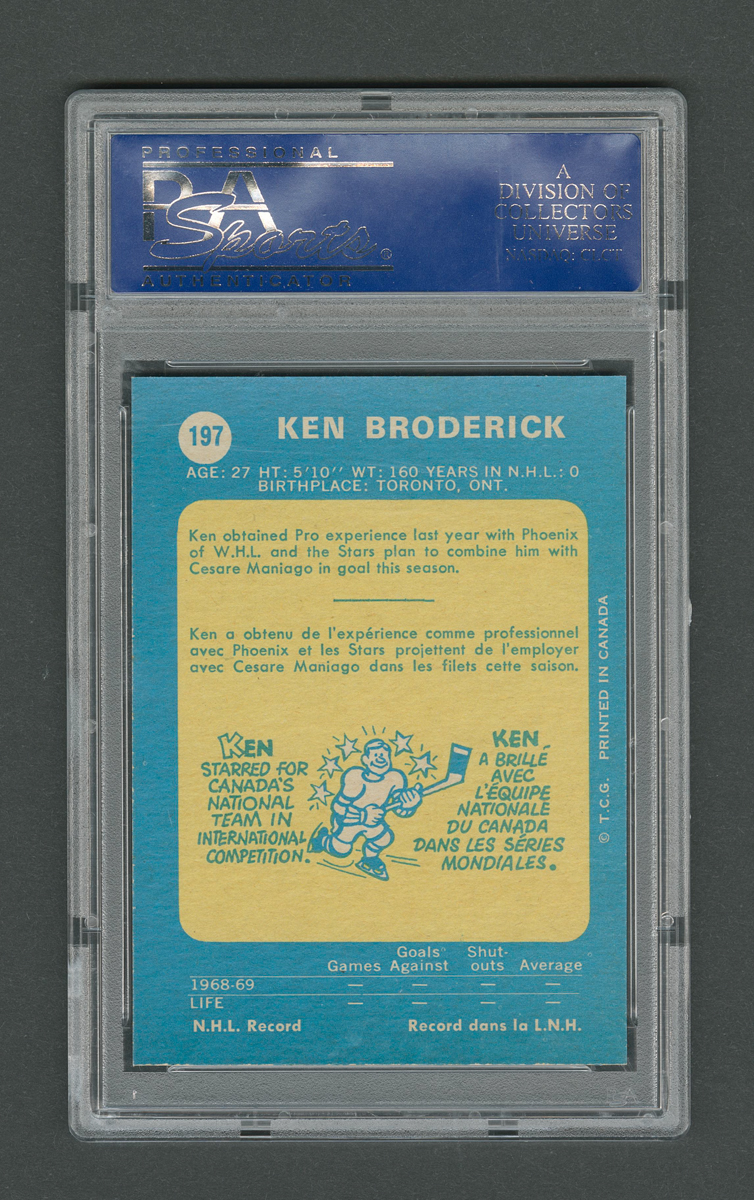 PROFESSIONAL
PSA
Sports
AUTHENTICATOR
A
DIVISION OF
COLLECTORS
UNIVERSE
NASDAQ: CLCT
197
KEN BRODERICK
AGE: 27 HT: 5'10'' WT: 160 YEARS IN N.H.L.: 0
BIRTHPLACE: TORONTO, ONT.
Ken obtained Pro experience last year with Phoenix
of W.H.L. and the Stars plan to combine him with
Cesare Maniago in goal this season.
Ken a obtenu de l'expérience comme professionnel
avec Phoenix et les Stars projettent de l'employer
avec Cesare Maniago dans les filets cette saison.
KEN
STARRED FOR
CANADA'S
NATIONAL
TEAM IN
INTERNATIONAL
COMPETITION.
KEN
A BRILLÉ
AVEC
L'ÉQUIPE
NATIONALE
DU CANADA
DANS LES SÉRIES
MONDIALES.
© T.C.G. PRINTED IN CANADA
Games Goals Against Shut-outs Average
1968-69 — — — —
LIFE — — — —
N.H.L. Record Record dans la L.N.H.